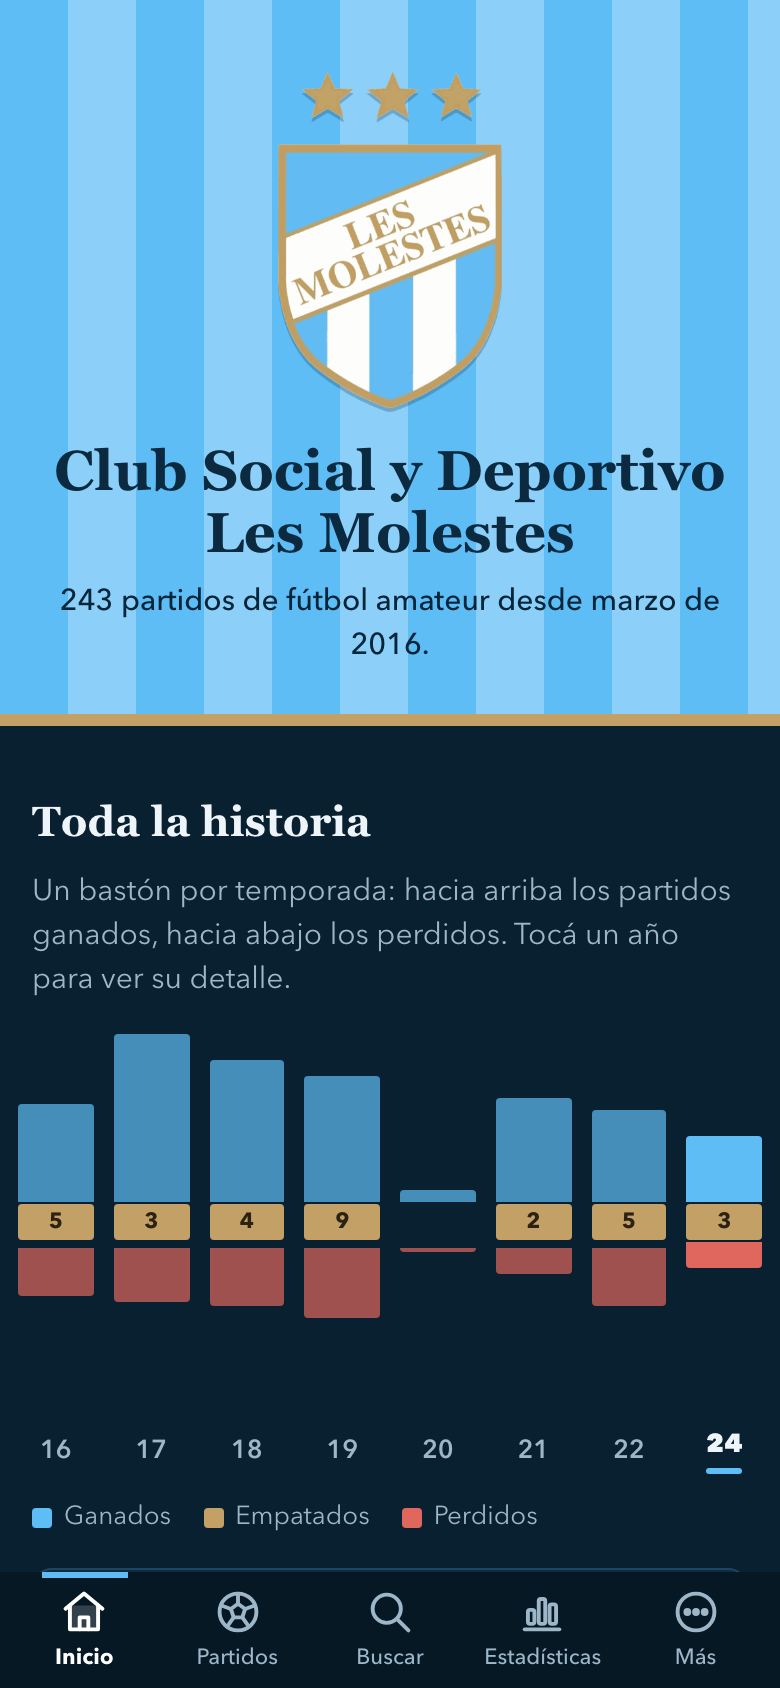 LES
MOLESTES
Club Social y Deportivo
Les Molestes
243 partidos de fútbol amateur desde marzo de
2016.
Toda la historia
Un bastón por temporada: hacia arriba los partidos
ganados, hacia abajo los perdidos. Tocá un año
para ver su detalle.
5 3 4 9 2 5 3
16 17 18 19 20 21 22 24
Ganados Empatados Perdidos
Inicio Partidos Buscar Estadísticas Más